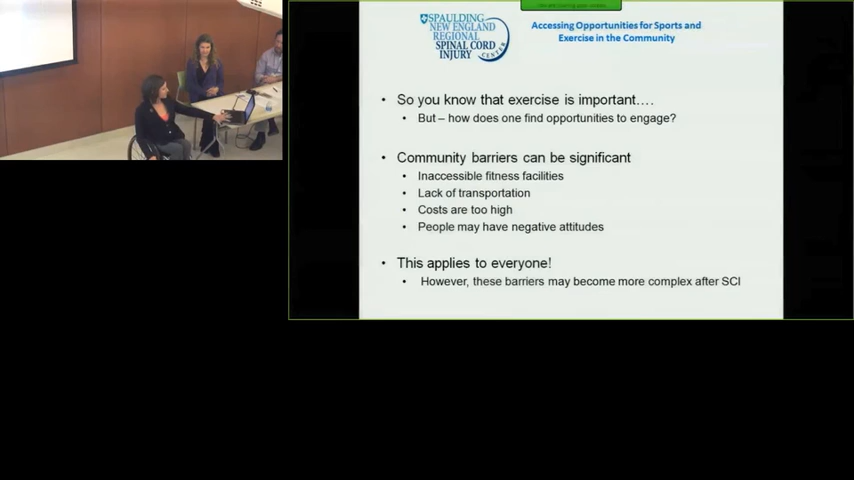 SPAULDING
NEW ENGLAND
REGIONAL
SPINAL CORD
INJURY
CENTER
Accessing Opportunities for Sports and
Exercise in the Community
• So you know that exercise is important….
• But – how does one find opportunities to engage?
• Community barriers can be significant
• Inaccessible fitness facilities
• Lack of transportation
• Costs are too high
• People may have negative attitudes
• This applies to everyone!
• However, these barriers may become more complex after SCI